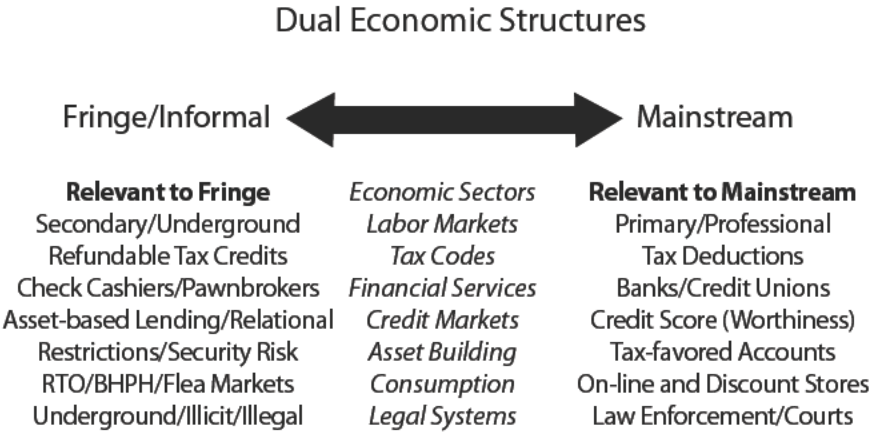 Dual Economic Structures
Fringe/Informal Mainstream
Relevant to Fringe Economic Sectors Relevant to Mainstream
Secondary/Underground Labor Markets Primary/Professional
Refundable Tax Credits Tax Codes Tax Deductions
Check Cashiers/Pawnbrokers Financial Services Banks/Credit Unions
Asset-based Lending/Relational Credit Markets Credit Score (Worthiness)
Restrictions/Security Risk Asset Building Tax-favored Accounts
RTO/BHPH/Flea Markets Consumption On-line and Discount Stores
Underground/Illicit/Illegal Legal Systems Law Enforcement/Courts